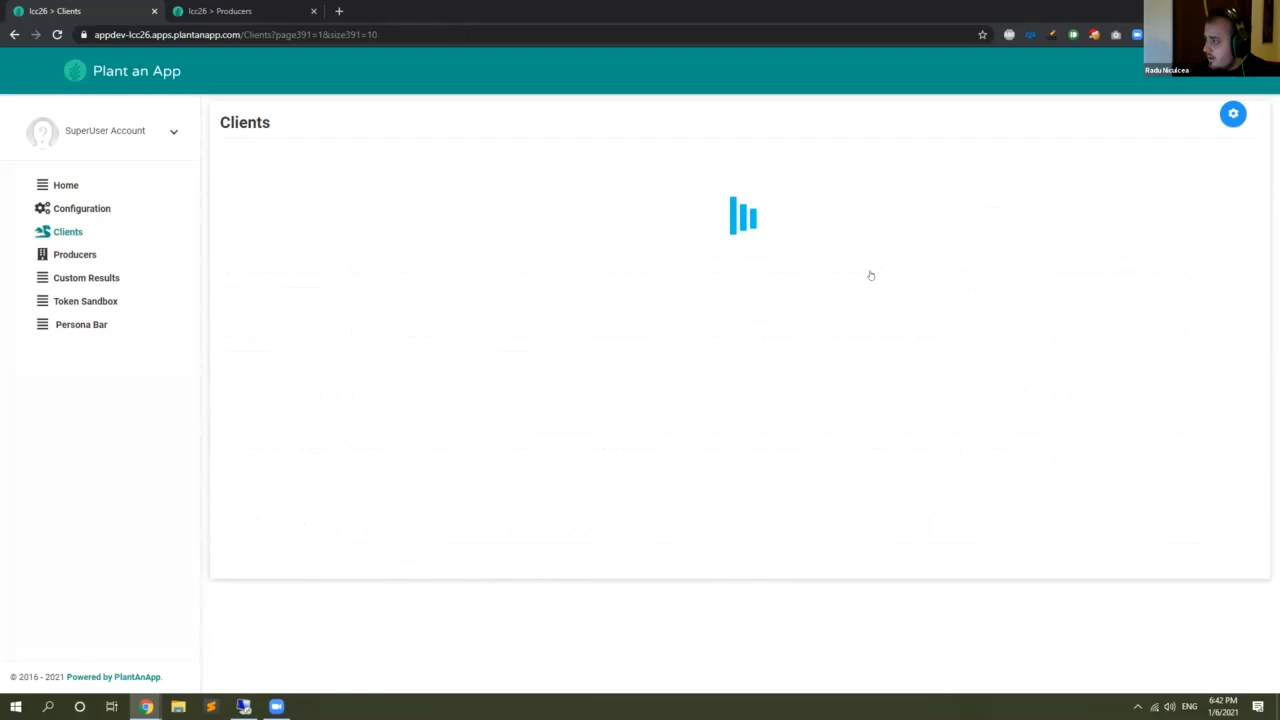 lcc26 > Clients
lcc26 > Producers
appdev-lcc26.apps.plantanapp.com/Clients?page391=1&size391=10
Radu Niculcea
Plant an App
SuperUser Account
Clients
Home
Configuration
Clients
Producers
Custom Results
Token Sandbox
Persona Bar
© 2016 - 2021 Powered by PlantAnApp.
ENG
6:42 PM
1/6/2021